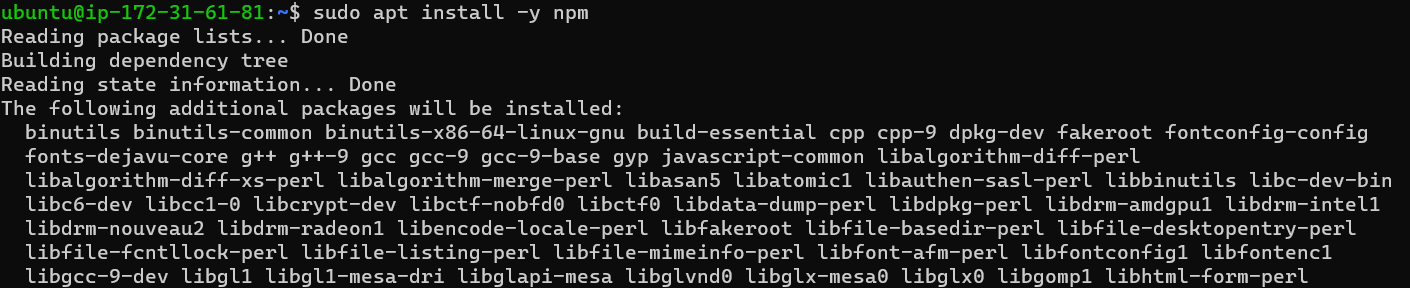 ubuntu@ip-172-31-61-81:~$ sudo apt install -y npm
Reading package lists... Done
Building dependency tree
Reading state information... Done
The following additional packages will be installed:
  binutils binutils-common binutils-x86-64-linux-gnu build-essential cpp cpp-9 dpkg-dev fakeroot fontconfig-config
  fonts-dejavu-core g++ g++-9 gcc gcc-9 gcc-9-base gyp javascript-common libalgorithm-diff-perl
  libalgorithm-diff-xs-perl libalgorithm-merge-perl libasan5 libatomic1 libauthen-sasl-perl libbinutils libc-dev-bin
  libc6-dev libcc1-0 libcrypt-dev libctf-nobfd0 libctf0 libdata-dump-perl libdpkg-perl libdrm-amdgpu1 libdrm-intel1
  libdrm-nouveau2 libdrm-radeon1 libencode-locale-perl libfakeroot libfile-basedir-perl libfile-desktopentry-perl
  libfile-fcntllock-perl libfile-listing-perl libfile-mimeinfo-perl libfont-afm-perl libfontconfig1 libfontenc1
  libgcc-9-dev libgl1 libgl1-mesa-dri libglapi-mesa libglvnd0 libglx-mesa0 libglx0 libgomp1 libhtml-form-perl